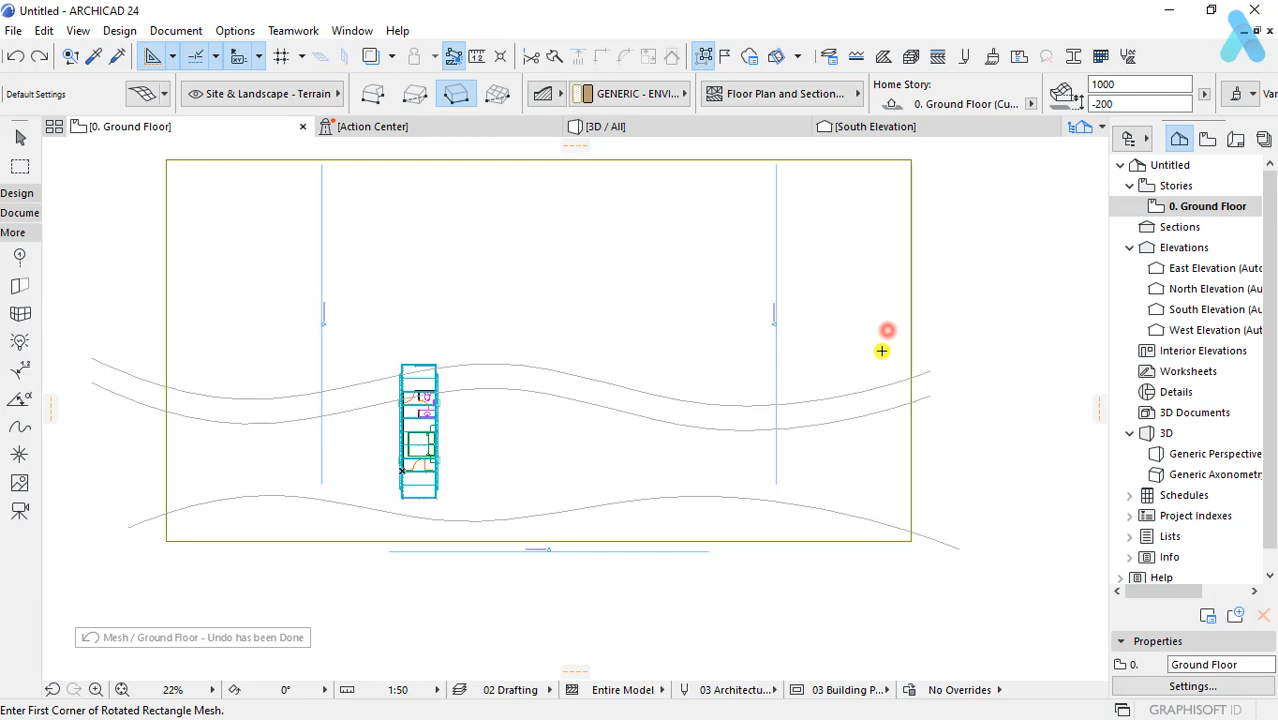 Untitled - ARCHICAD 24
File Edit View Design Document Options Teamwork Window Help
Default Settings
Site & Landscape - Terrain
GENERIC - ENVI...
Floor Plan and Section...
Home Story:
0. Ground Floor (Cu...
1000
-200
Var
[0. Ground Floor]
[Action Center]
[3D / All]
[South Elevation]
Design
Docume
More
Untitled
Stories
0. Ground Floor
Sections
Elevations
East Elevation (Auto
North Elevation (Au
South Elevation (Au
West Elevation (Aut
Interior Elevations
Worksheets
Details
3D Documents
3D
Generic Perspective
Generic Axonometry
Schedules
Project Indexes
Lists
Info
Help
Mesh / Ground Floor - Undo has been Done
Properties
0.
Ground Floor
Settings...
22%
0°
1:50
02 Drafting
Entire Model
03 Architectu...
03 Building P...
No Overrides
Enter First Corner of Rotated Rectangle Mesh.
GRAPHISOFT ID